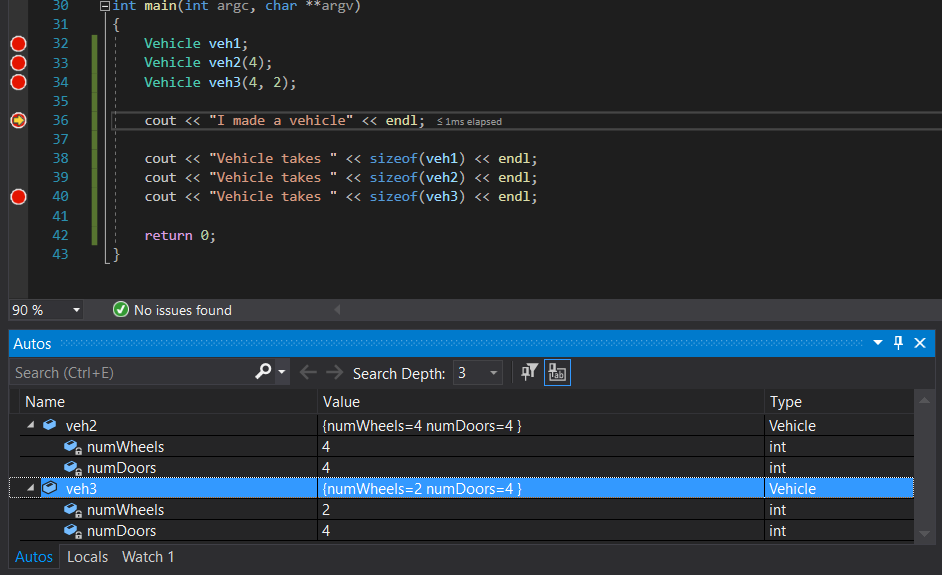 30 int main(int argc, char **argv)
31 {
32 Vehicle veh1;
33 Vehicle veh2(4);
34 Vehicle veh3(4, 2);
35
36 cout << "I made a vehicle" << endl; ≤1ms elapsed
37
38 cout << "Vehicle takes " << sizeof(veh1) << endl;
39 cout << "Vehicle takes " << sizeof(veh2) << endl;
40 cout << "Vehicle takes " << sizeof(veh3) << endl;
41
42 return 0;
43 }
90 % No issues found
Autos
Search (Ctrl+E) Search Depth: 3
Name Value Type
veh2 {numWheels=4 numDoors=4 } Vehicle
numWheels 4 int
numDoors 4 int
veh3 {numWheels=2 numDoors=4 } Vehicle
numWheels 2 int
numDoors 4 int
Autos Locals Watch 1